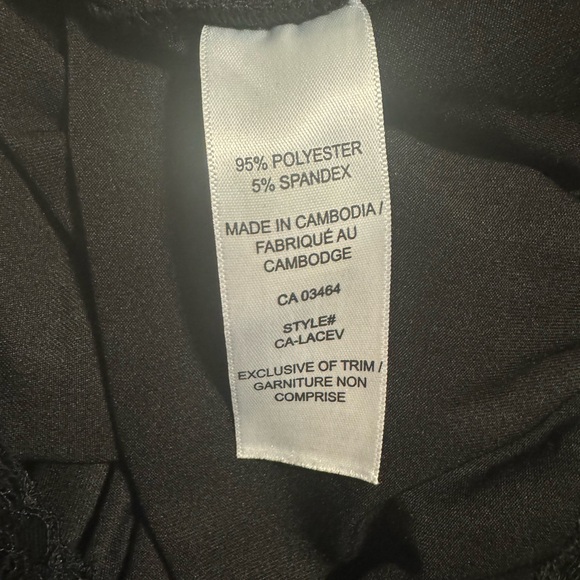 95% POLYESTER
5% SPANDEX
MADE IN CAMBODIA /
FABRIQUÉ AU
CAMBODGE
CA 03464
STYLE#
CA-LACEV
EXCLUSIVE OF TRIM /
GARNITURE NON
COMPRISE